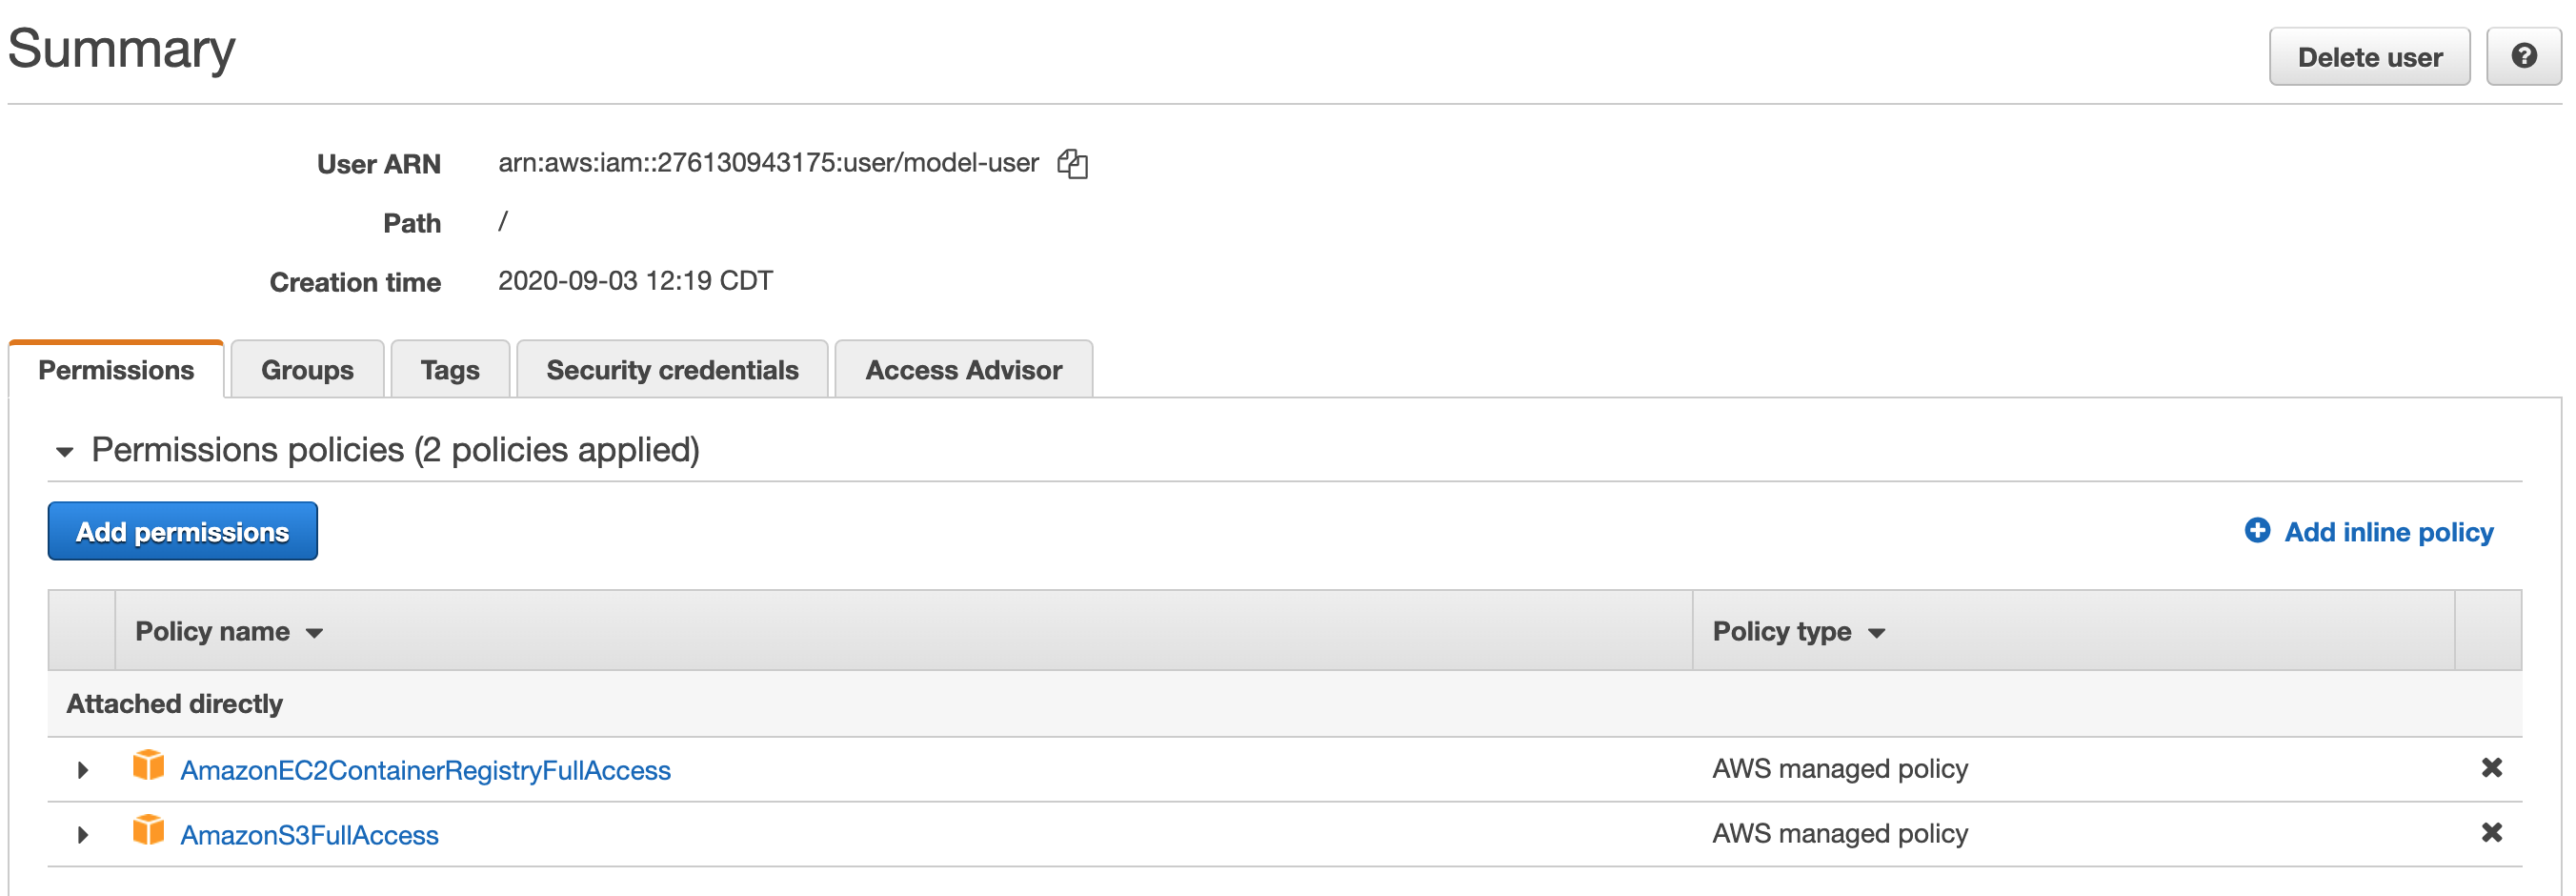 Summary
Delete user
User ARN arn:aws:iam::276130943175:user/model-user
Path /
Creation time 2020-09-03 12:19 CDT
Permissions Groups Tags Security credentials Access Advisor
Permissions policies (2 policies applied)
Add permissions
Add inline policy
Policy name Policy type
Attached directly
AmazonEC2ContainerRegistryFullAccess AWS managed policy
AmazonS3FullAccess AWS managed policy